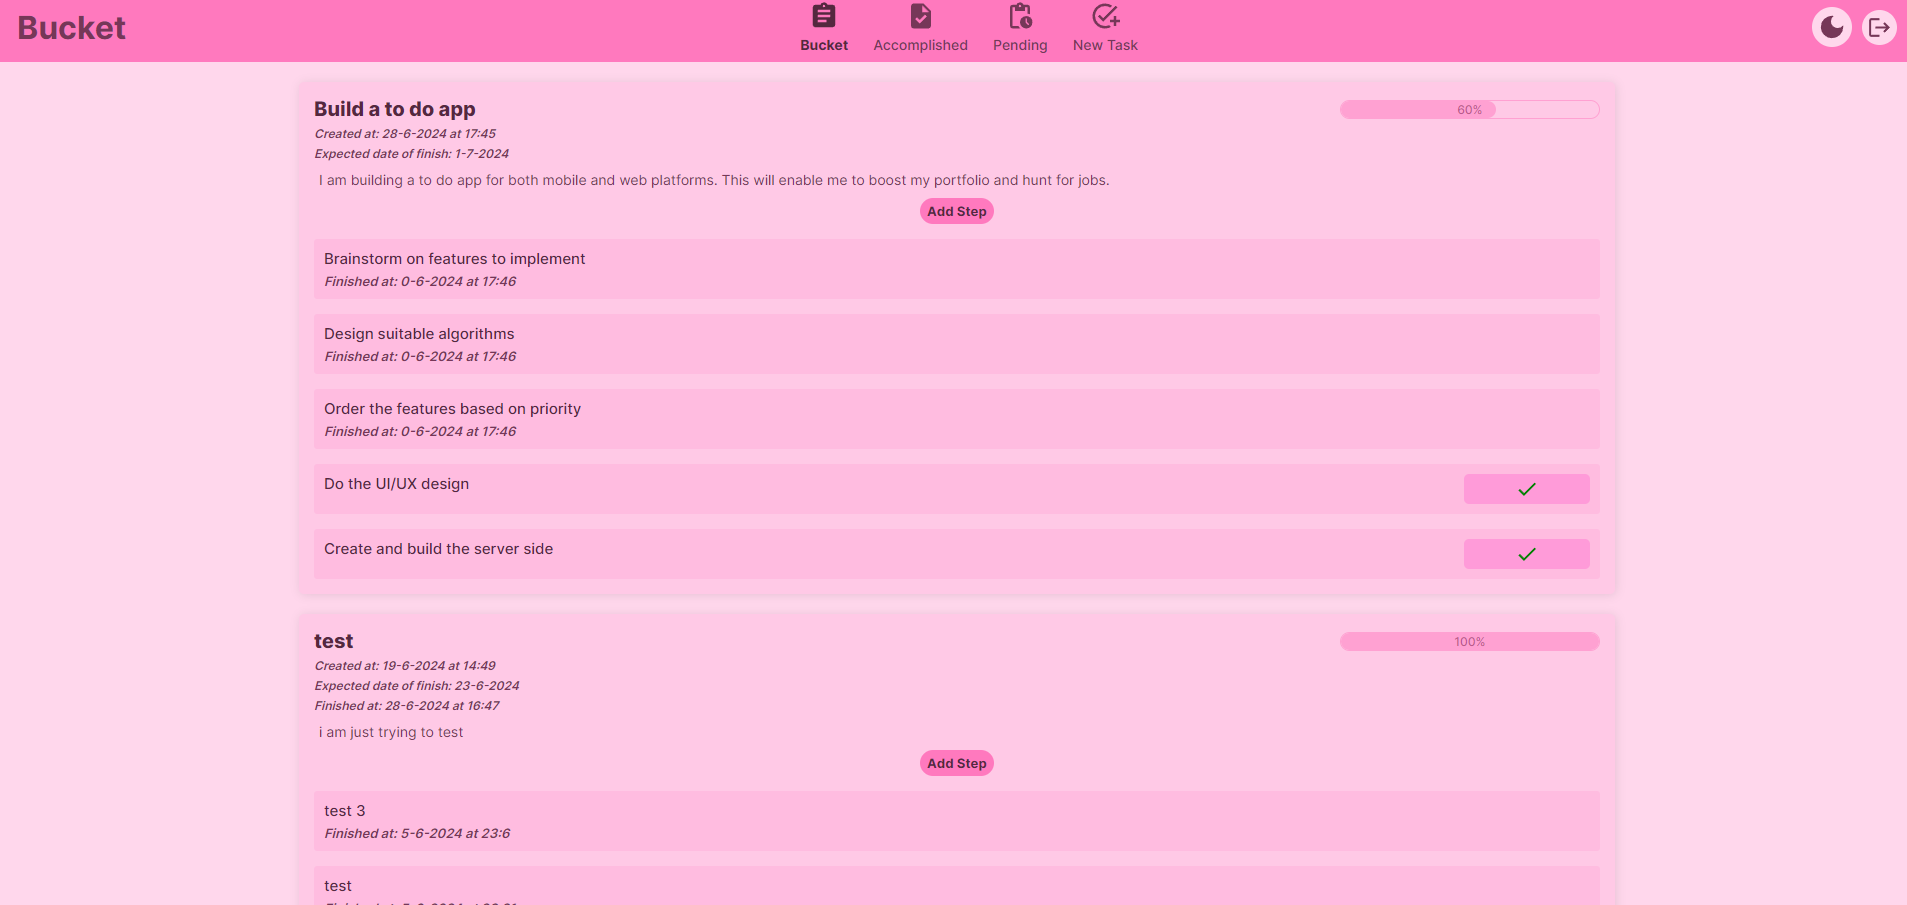 Bucket
Bucket
Accomplished
Pending
New Task
Build a to do app
60%
Created at: 28-6-2024 at 17:45
Expected date of finish: 1-7-2024
I am building a to do app for both mobile and web platforms. This will enable me to boost my portfolio and hunt for jobs.
Add Step
Brainstorm on features to implement
Finished at: 0-6-2024 at 17:46
Design suitable algorithms
Finished at: 0-6-2024 at 17:46
Order the features based on priority
Finished at: 0-6-2024 at 17:46
Do the UI/UX design
Create and build the server side
test
100%
Created at: 19-6-2024 at 14:49
Expected date of finish: 23-6-2024
Finished at: 28-6-2024 at 16:47
i am just trying to test
Add Step
test 3
Finished at: 5-6-2024 at 23:6
test